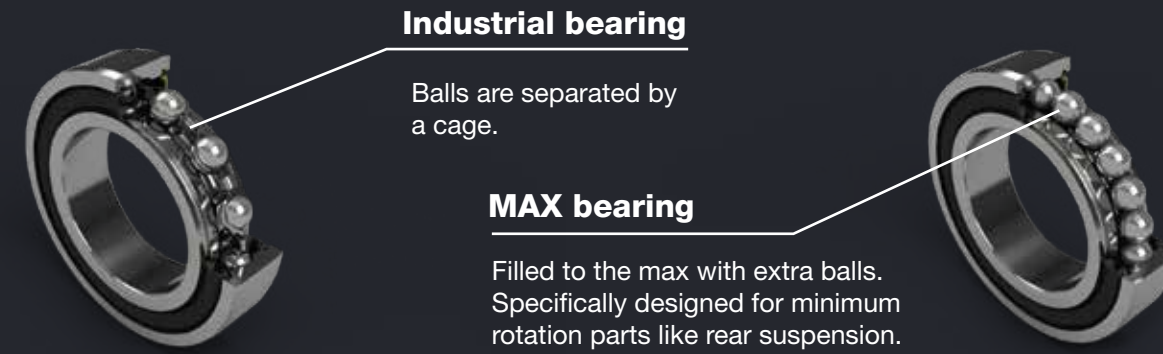 Industrial bearing
Balls are separated by
a cage.
MAX bearing
Filled to the max with extra balls.
Specifically designed for minimum
rotation parts like rear suspension.